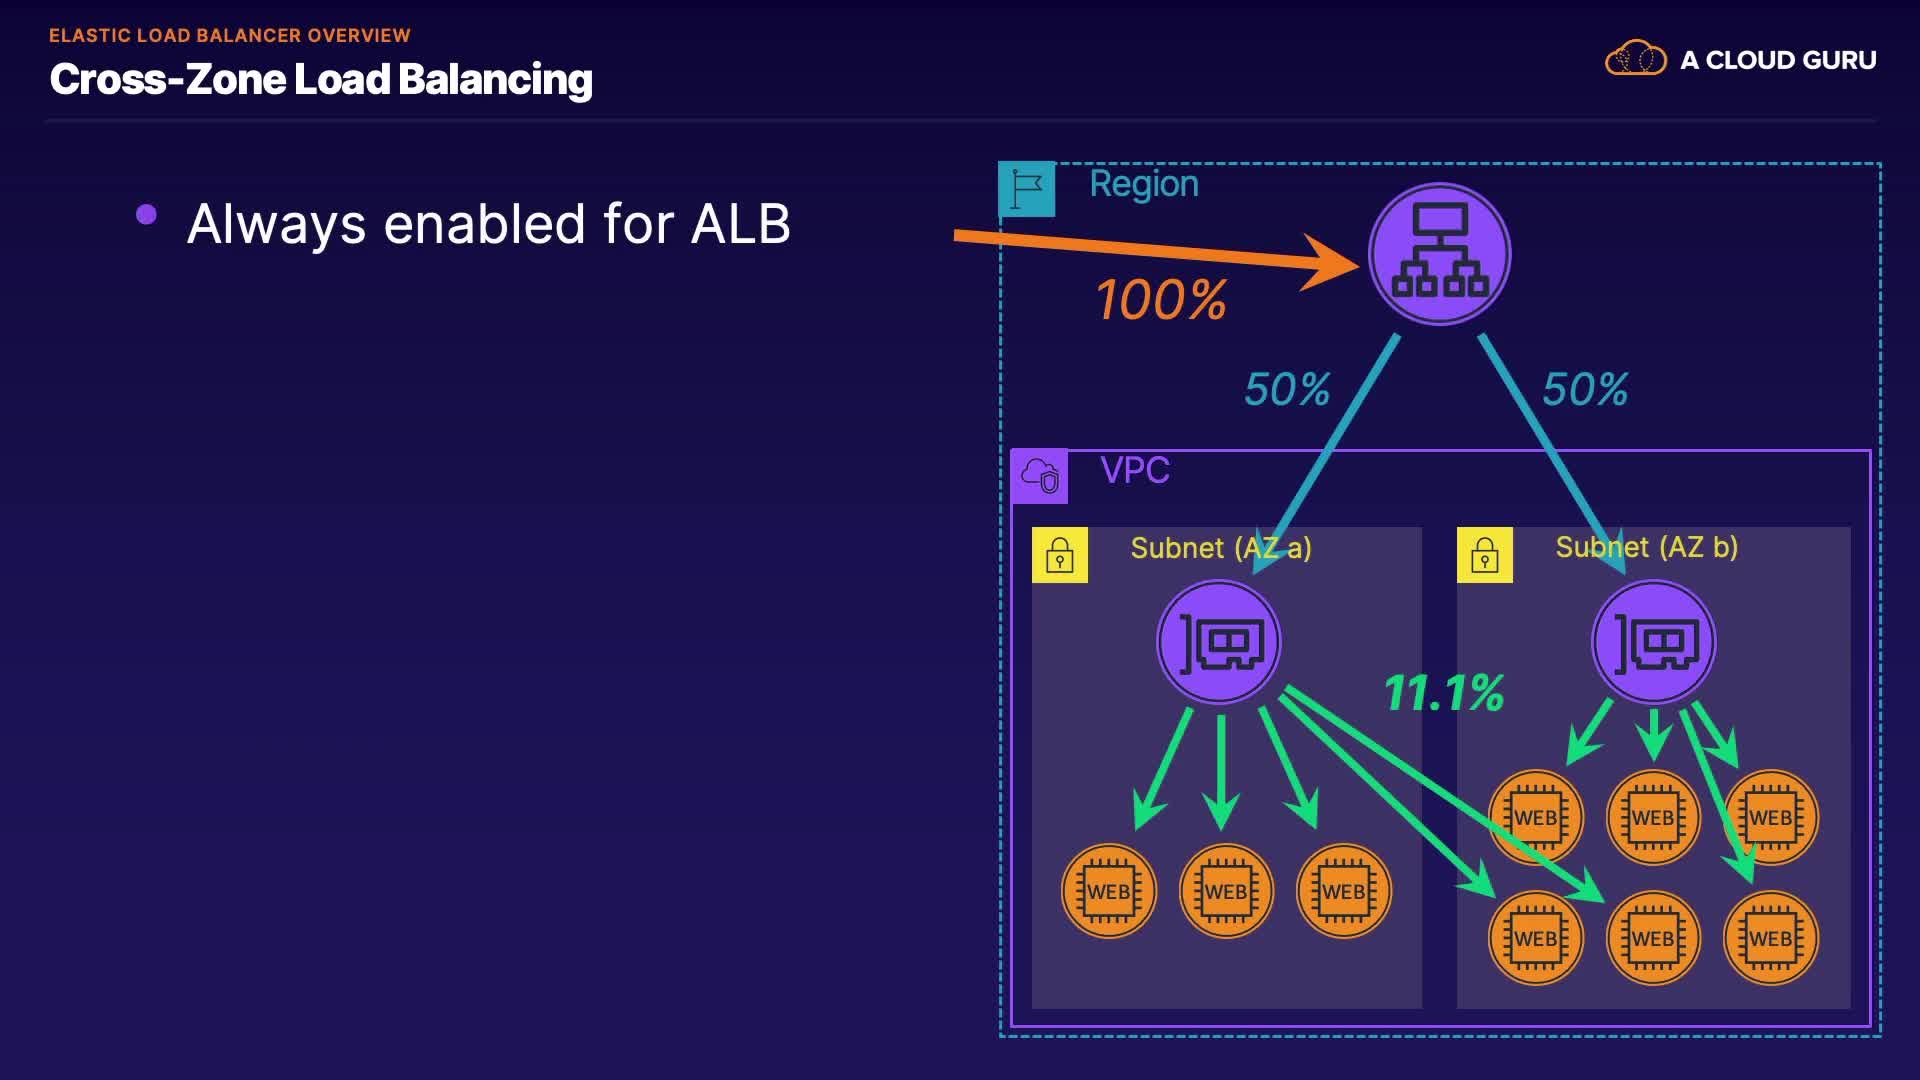 ELASTIC LOAD BALANCER OVERVIEW
Cross-Zone Load Balancing
A CLOUD GURU
Always enabled for ALB
Region
100%
50%
50%
VPC
Subnet (AZ a)
Subnet (AZ b)
11.1%
WEB
WEB
WEB
WEB
WEB
WEB
WEB
WEB
WEB